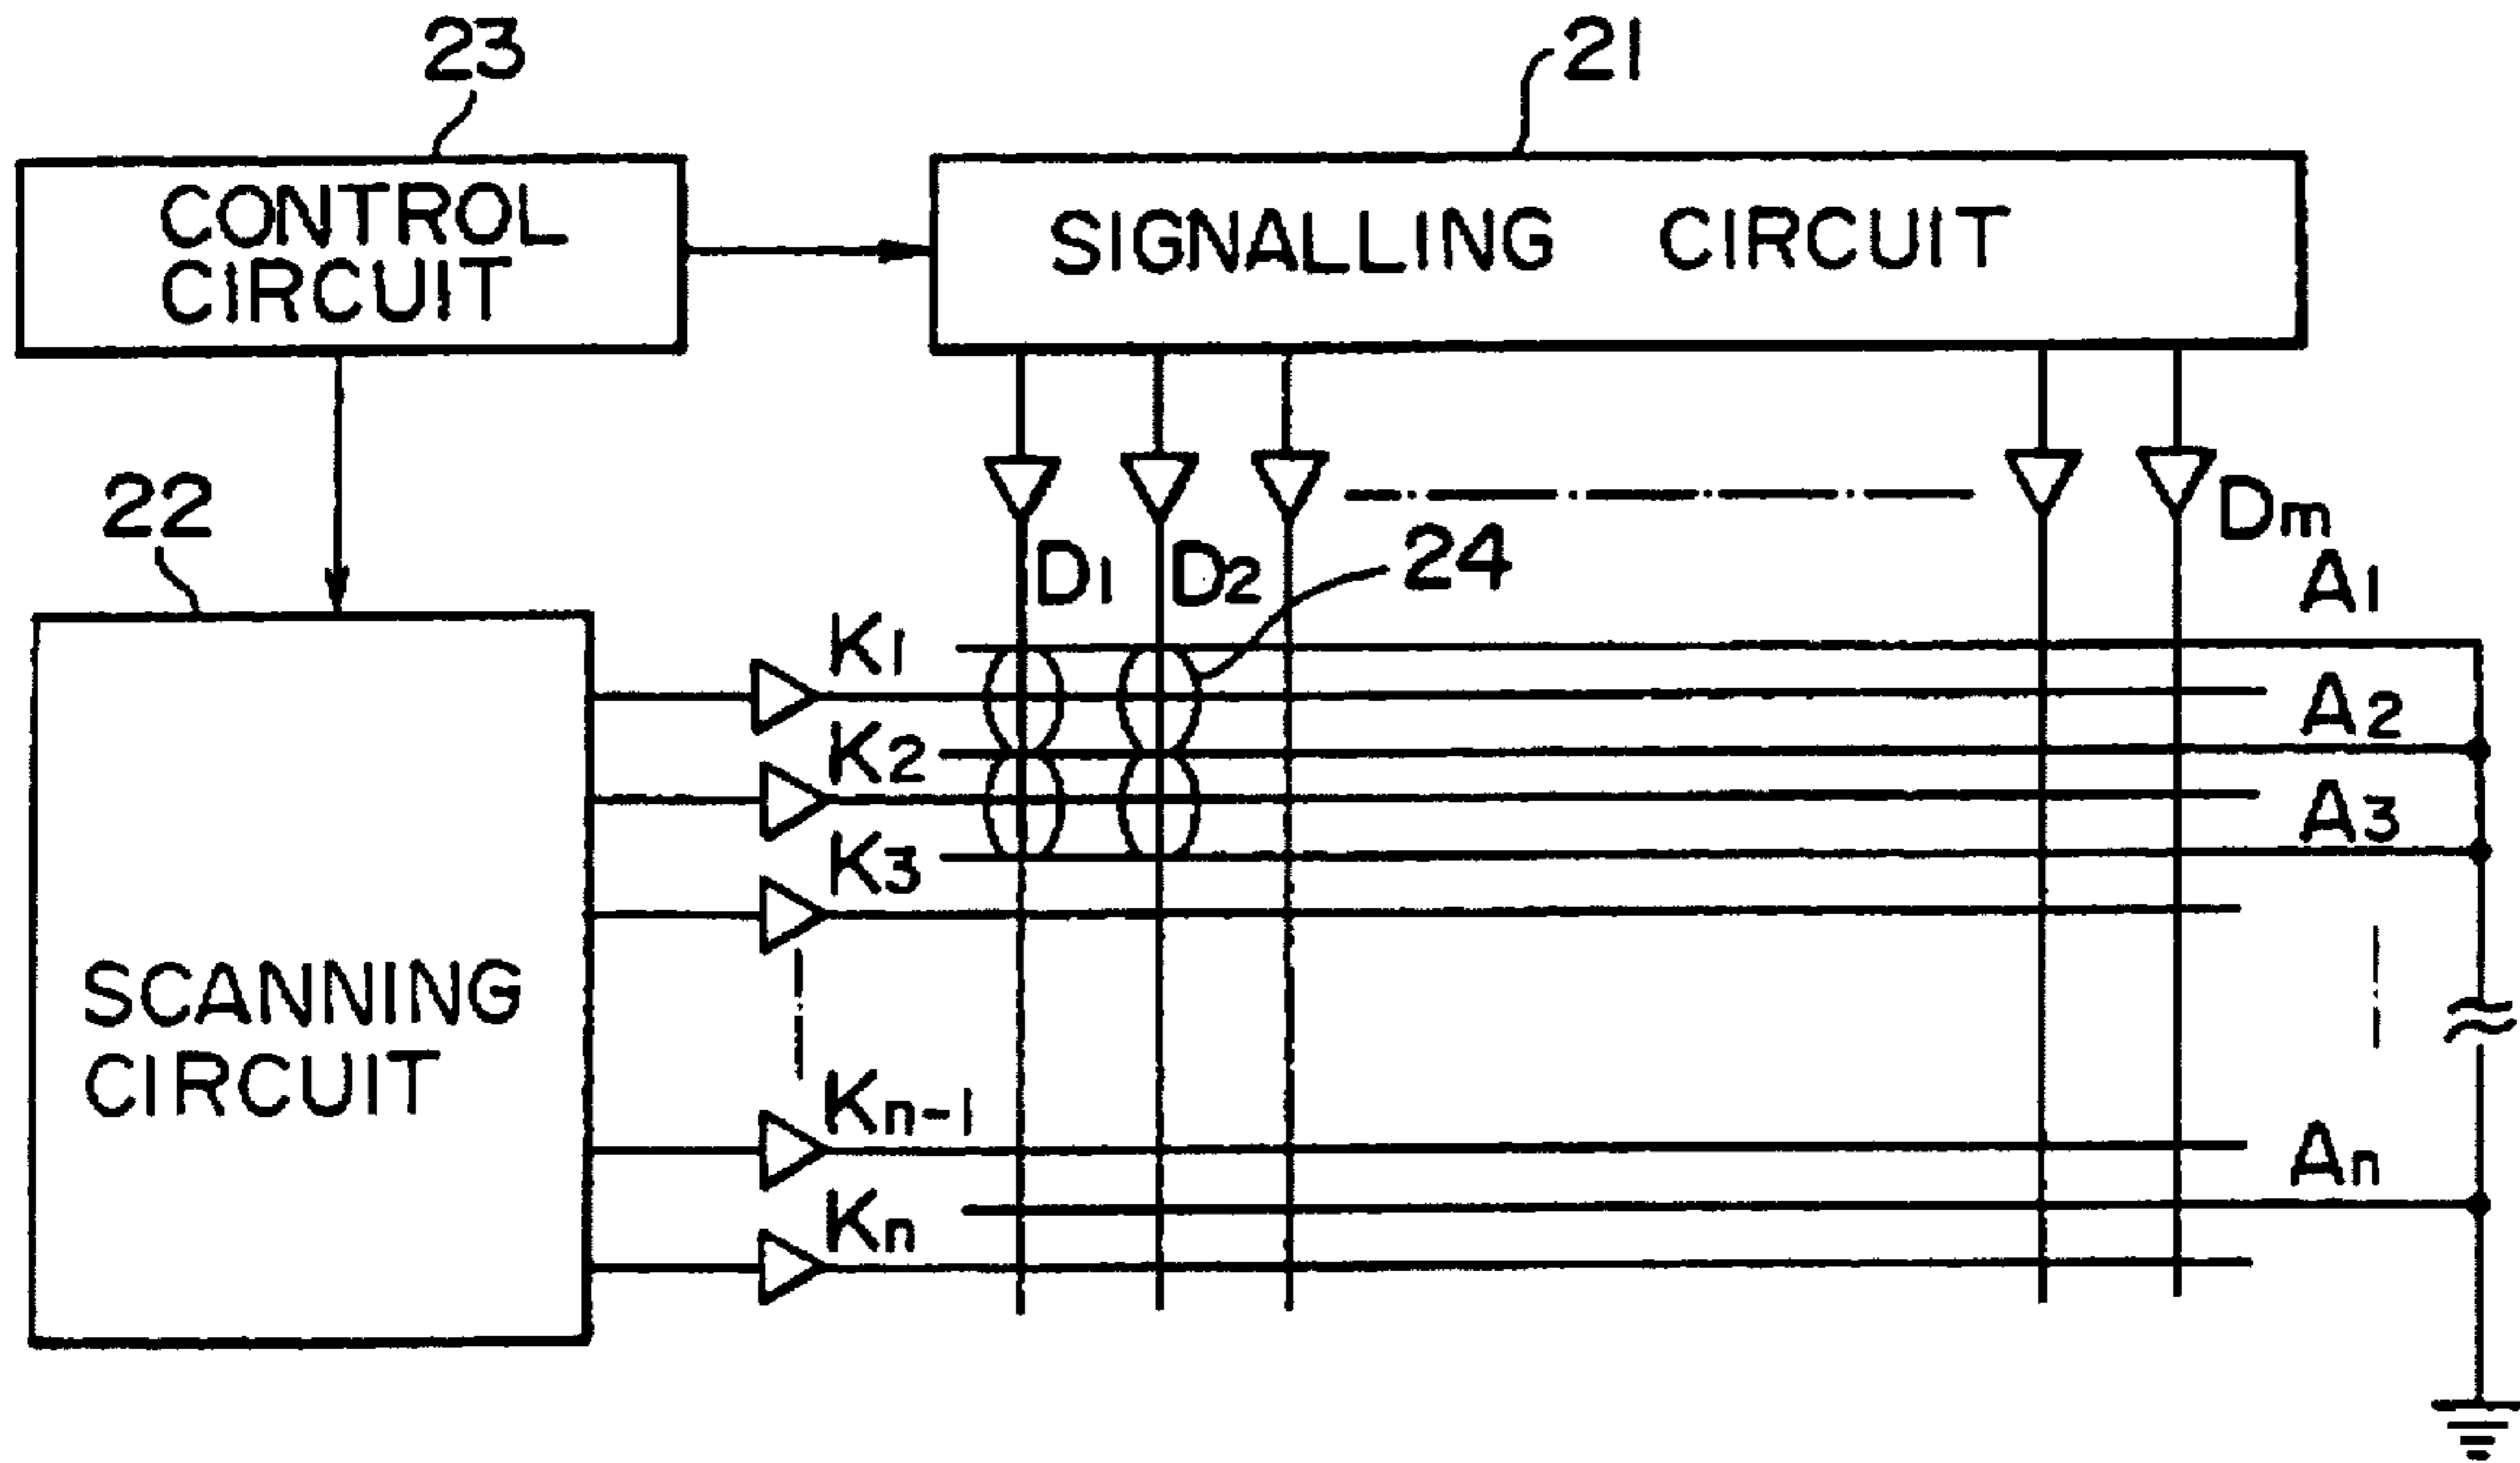 23
21
CONTROL
CIRCUIT
SIGNALLING CIRCUIT
22
D1
D2
24
Dm
A1
K1
A2
K2
A3
K3
SCANNING
CIRCUIT
Kn-1
An
Kn